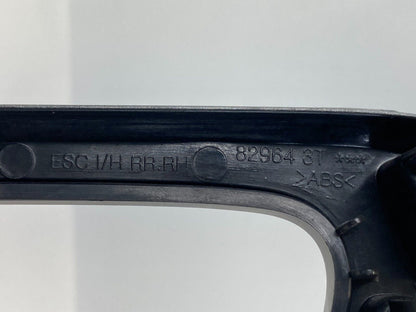 ESC I/H RR.RH 82964 3T ****
>ABS<